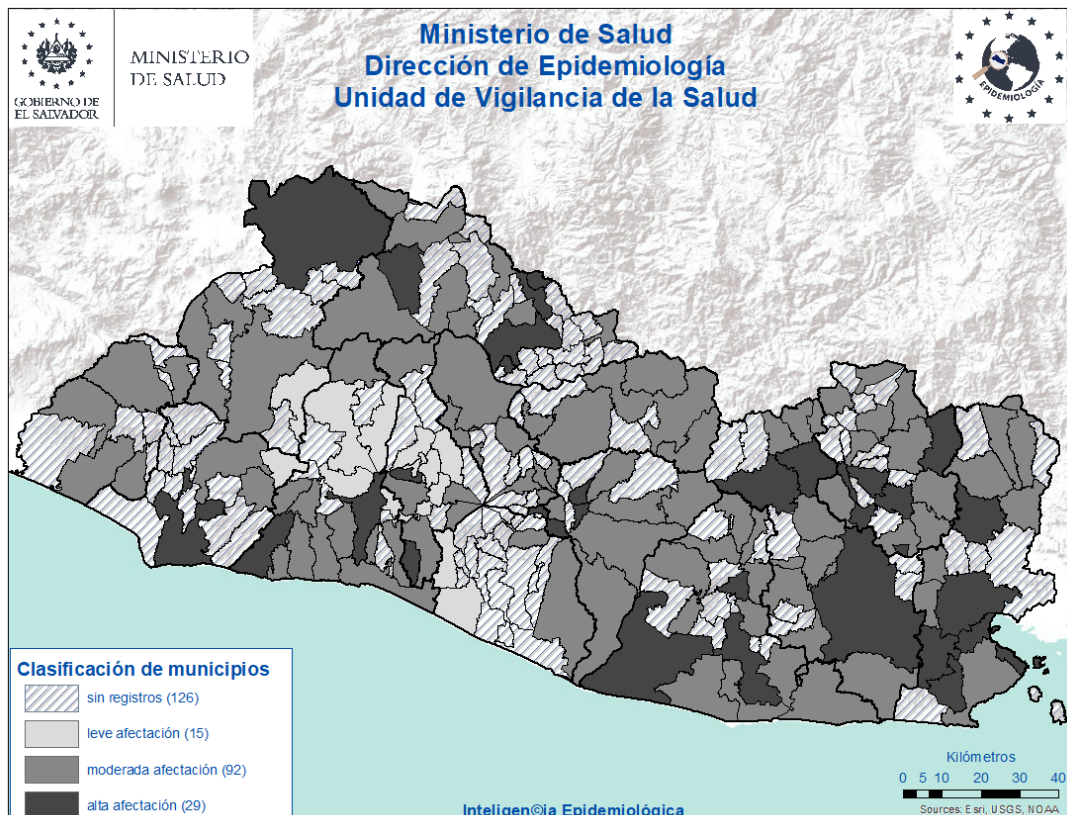 GOBIERNO DE
EL SALVADOR
MINISTERIO
DE SALUD
Ministerio de Salud
Dirección de Epidemiología
Unidad de Vigilancia de la Salud
EPIDEMIOLOGÍA
Clasificación de municipios
sin registros (126)
leve afectación (15)
moderada afectación (92)
alta afectación (29)
Inteligen©ia Epidemiológica
Kilómetros
0 5 10 20 30 40
Sources: Esri, USGS, NOAA